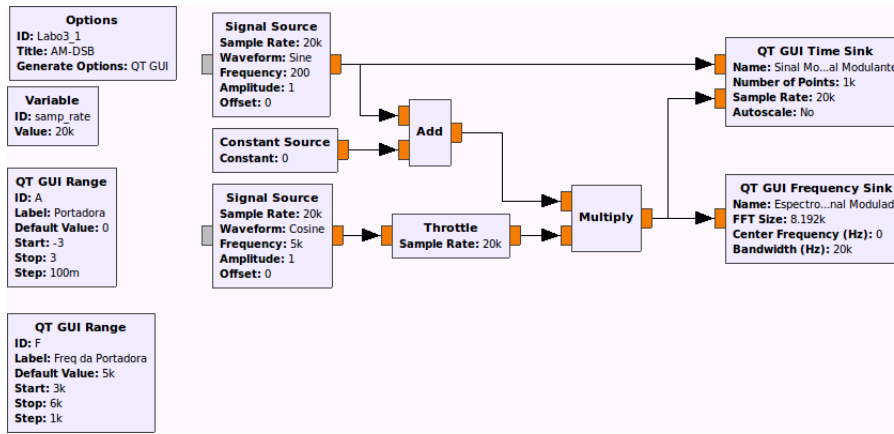 Options
ID: Labo3_1
Title: AM-DSB
Generate Options: QT GUI
Variable
ID: samp_rate
Value: 20k
QT GUI Range
ID: A
Label: Portadora
Default Value: 0
Start: -3
Stop: 3
Step: 100m
QT GUI Range
ID: F
Label: Freq da Portadora
Default Value: 5k
Start: 3k
Stop: 6k
Step: 1k
Signal Source
Sample Rate: 20k
Waveform: Sine
Frequency: 200
Amplitude: 1
Offset: 0
Constant Source
Constant: 0
Signal Source
Sample Rate: 20k
Waveform: Cosine
Frequency: 5k
Amplitude: 1
Offset: 0
Add
Throttle
Sample Rate: 20k
Multiply
QT GUI Time Sink
Name: Sinal Mo...al Modulante
Number of Points: 1k
Sample Rate: 20k
Autoscale: No
QT GUI Frequency Sink
Name: Espectro...nal Modulad
FFT Size: 8.192k
Center Frequency (Hz): 0
Bandwidth (Hz): 20k